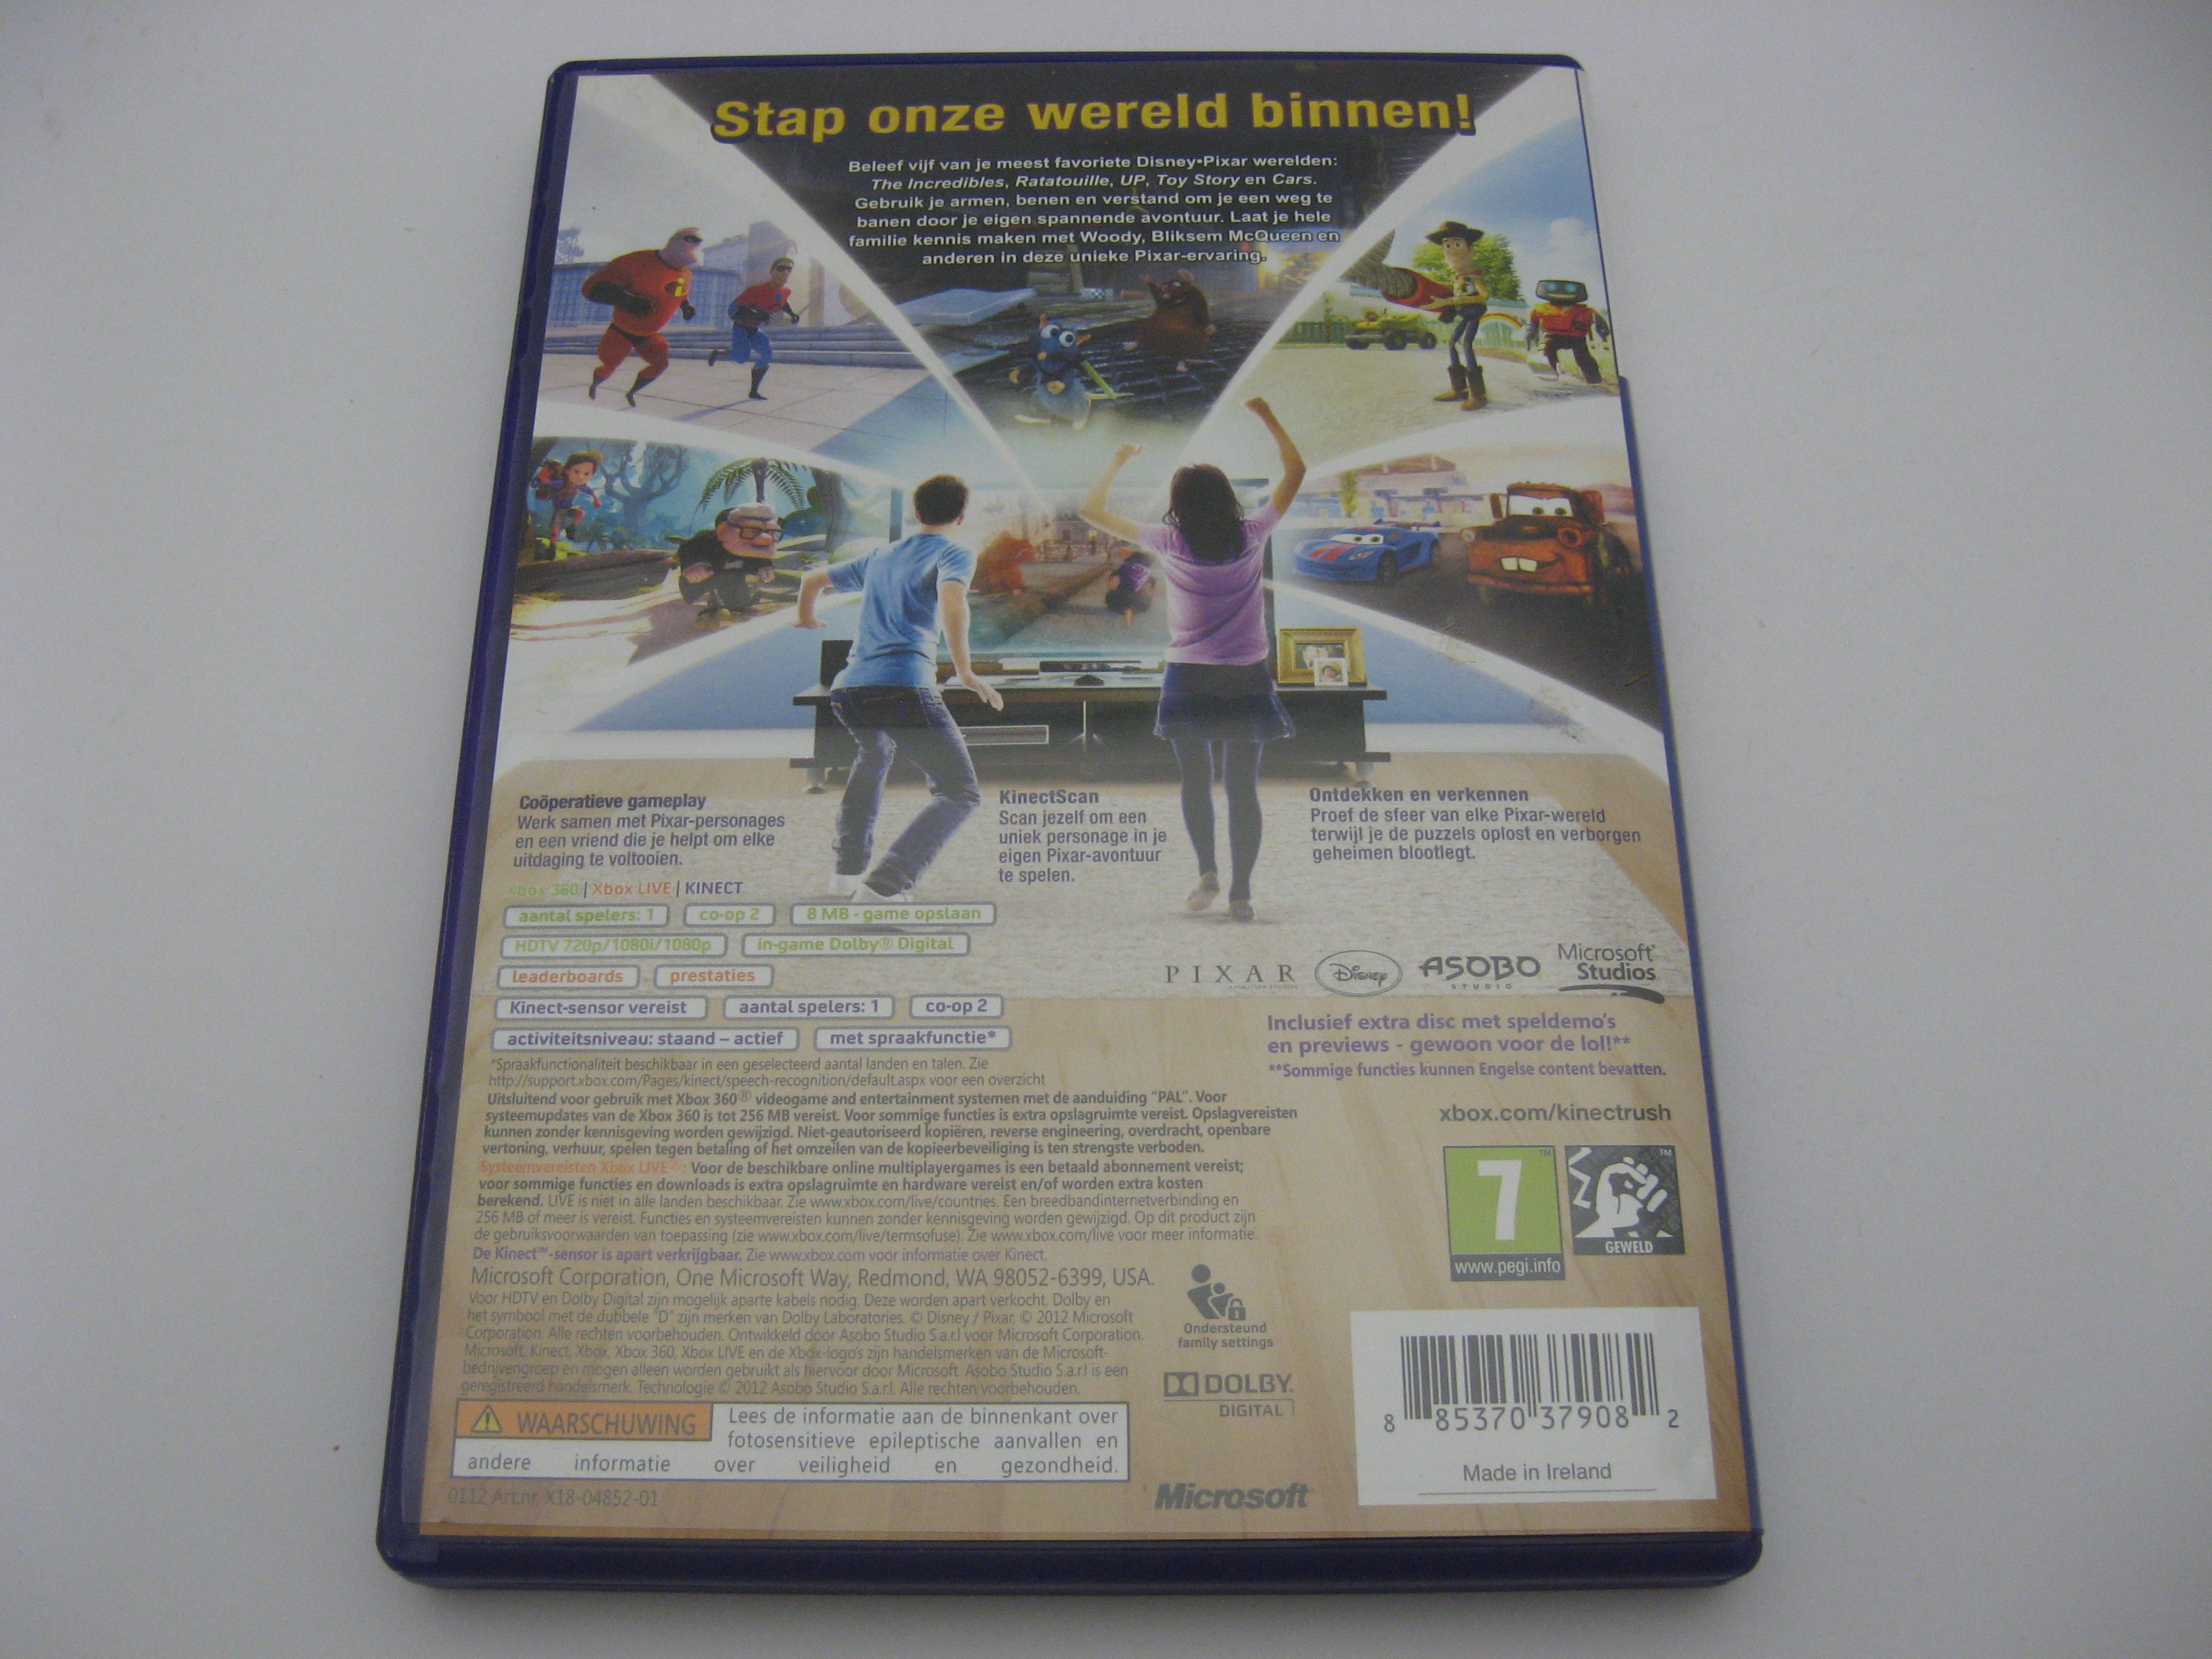 Stap onze wereld binnen!
Beleef vijf van je meest favoriete Disney•Pixar werelden:
The Incredibles, Ratatouille, UP, Toy Story en Cars.
Gebruik je armen, benen en verstand om je een weg te
banen door je eigen spannende avontuur. Laat je hele
familie kennis maken met Woody, Bliksem McQueen en
anderen in deze unieke Pixar-ervaring.
Coöperatieve gameplay
Werk samen met Pixar-personages
en een vriend die je helpt om elke
uitdaging te voltooien.
KinectScan
Scan jezelf om een
uniek personage in je
eigen Pixar-avontuur
te spelen.
Ontdekken en verkennen
Proef de sfeer van elke Pixar-wereld
terwijl je de puzzels oplost en verborgen
geheimen blootlegt.
Xbox 360 | Xbox LIVE | KINECT
aantal spelers: 1 co-op 2 8 MB - game opslaan
HDTV 720p/1080i/1080p in-game Dolby® Digital
leaderboards prestaties
Kinect-sensor vereist aantal spelers: 1 co-op 2
activiteitsniveau: staand – actief met spraakfunctie*
PIXAR
ANIMATION STUDIOS
Disney
ASOBO
STUDIO
Microsoft®
Studios
Inclusief extra disc met speldemo's
en previews - gewoon voor de lol!**
**Sommige functies kunnen Engelse content bevatten.
xbox.com/kinectrush
*Spraakfunctionaliteit beschikbaar in een geselecteerd aantal landen en talen. Zie
http://support.xbox.com/Pages/kinect/speech-recognition/default.aspx voor een overzicht
Uitsluitend voor gebruik met Xbox 360® videogame and entertainment systemen met de aanduiding "PAL". Voor
systeemupdates van de Xbox 360 is tot 256 MB vereist. Voor sommige functies is extra opslagruimte vereist. Opslagvereisten
kunnen zonder kennisgeving worden gewijzigd. Niet-geautoriseerd kopiëren, reverse engineering, overdracht, openbare
vertoning, verhuur, spelen tegen betaling of het omzeilen van de kopieerbeveiliging is ten strengste verboden.
Systeemvereisten Xbox LIVE®: Voor de beschikbare online multiplayergames is een betaald abonnement vereist;
voor sommige functies en downloads is extra opslagruimte en hardware vereist en/of worden extra kosten
berekend. LIVE is niet in alle landen beschikbaar. Zie www.xbox.com/live/countries. Een breedbandinternetverbinding en
256 MB of meer is vereist. Functies en systeemvereisten kunnen zonder kennisgeving worden gewijzigd. Op dit product zijn
de gebruiksvoorwaarden van toepassing (zie www.xbox.com/live/termsofuse). Zie www.xbox.com/live voor meer informatie.
De Kinect™-sensor is apart verkrijgbaar. Zie www.xbox.com voor informatie over Kinect.
Microsoft Corporation, One Microsoft Way, Redmond, WA 98052-6399, USA.
Voor HDTV en Dolby Digital zijn mogelijk aparte kabels nodig. Deze worden apart verkocht. Dolby en
het symbool met de dubbele "D" zijn merken van Dolby Laboratories. © Disney / Pixar. © 2012 Microsoft
Corporation. Alle rechten voorbehouden. Ontwikkeld door Asobo Studio S.a.r.l voor Microsoft Corporation.
Microsoft, Kinect, Xbox, Xbox 360, Xbox LIVE en de Xbox-logo's zijn handelsmerken van de Microsoft-
bedrijvengroep en mogen alleen worden gebruikt als hiervoor door Microsoft. Asobo Studio S.a.r.l is een
geregistreerd handelsmerk. Technologie © 2012 Asobo Studio S.a.r.l. Alle rechten voorbehouden.
WAARSCHUWING Lees de informatie aan de binnenkant over
fotosensitieve epileptische aanvallen en
andere informatie over veiligheid en gezondheid.
0112 Art.nr. X18-04852-01
Ondersteund
family settings
DOLBY
DIGITAL
Microsoft
7 ™
www.pegi.info
™
GEWELD
8 85370 37908 2
Made in Ireland